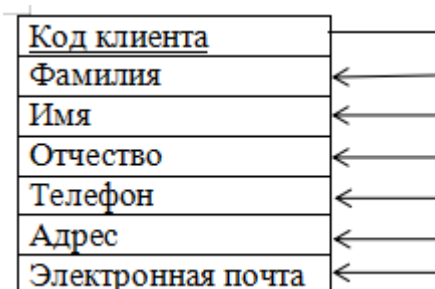 Код клиента
Фамилия
Имя
Отчество
Телефон
Адрес
Электронная почта